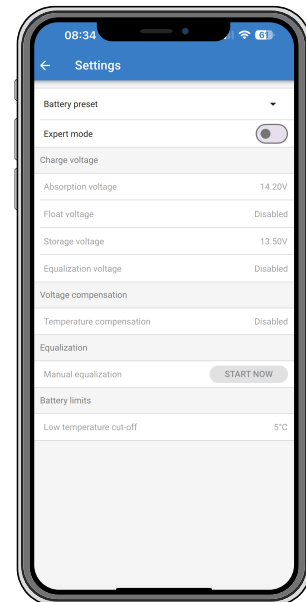 08:34
61
Settings
Battery preset
Expert mode
Charge voltage
Absorption voltage 14.20V
Float voltage Disabled
Storage voltage 13.50V
Equalization voltage Disabled
Voltage compensation
Temperature compensation Disabled
Equalization
Manual equalization START NOW
Battery limits
Low temperature cut-off 5°C